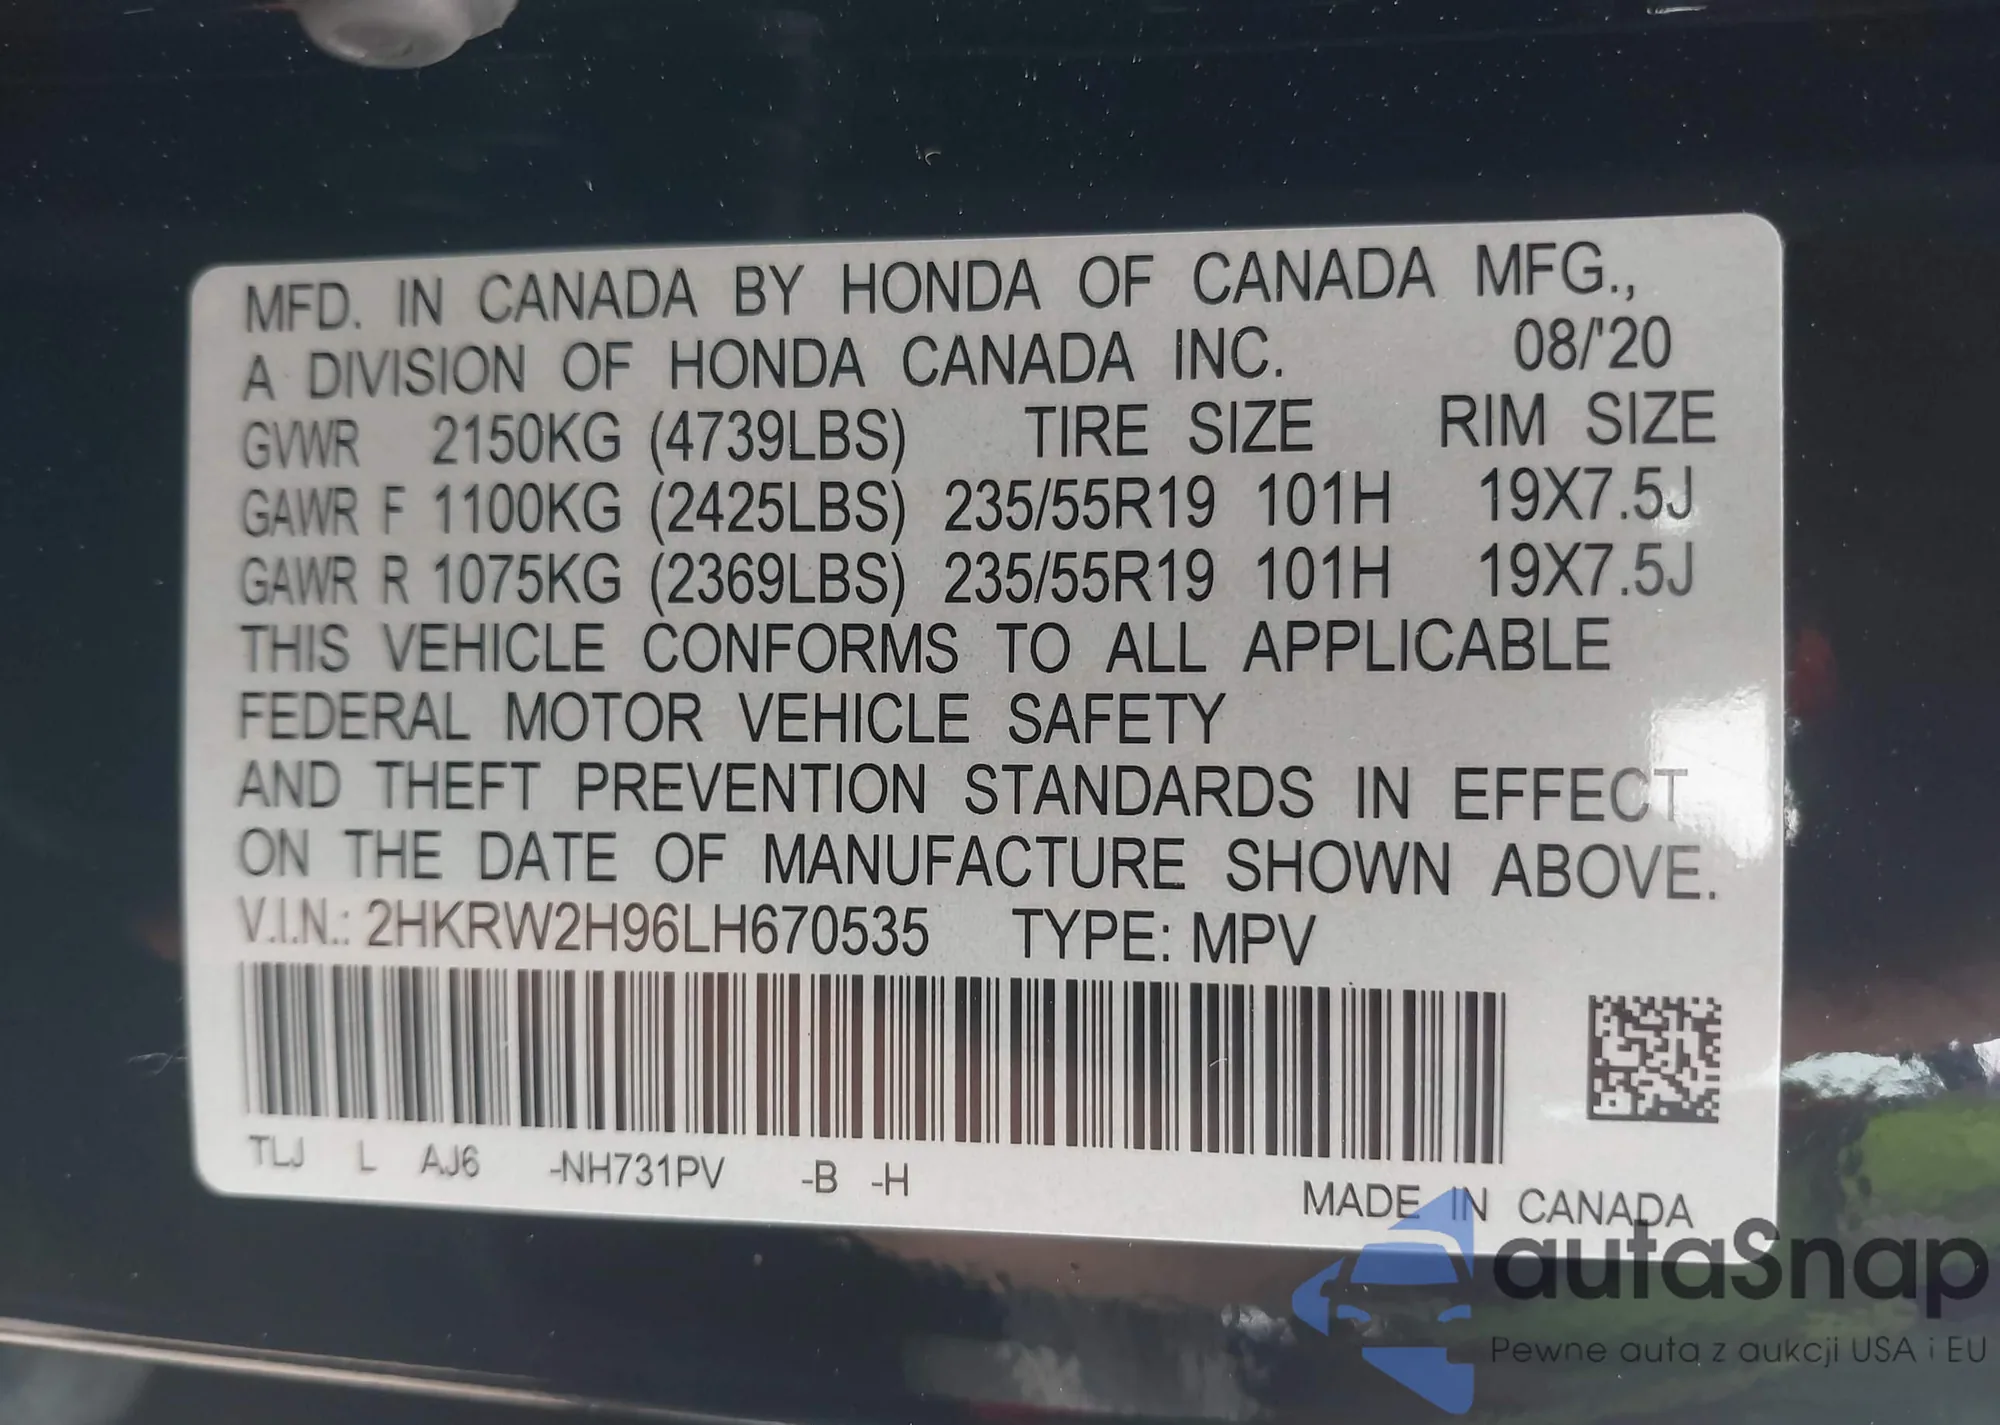 MFD. IN CANADA BY HONDA OF CANADA MFG.,
A DIVISION OF HONDA CANADA INC. 08/'20
GVWR 2150KG (4739LBS) TIRE SIZE RIM SIZE
GAWR F 1100KG (2425LBS) 235/55R19 101H 19X7.5J
GAWR R 1075KG (2369LBS) 235/55R19 101H 19X7.5J
THIS VEHICLE CONFORMS TO ALL APPLICABLE
FEDERAL MOTOR VEHICLE SAFETY
AND THEFT PREVENTION STANDARDS IN EFFECT
ON THE DATE OF MANUFACTURE SHOWN ABOVE.
V.I.N.: 2HKRW2H96LH670535 TYPE: MPV
TLJ L AJ6 -NH731PV -B -H
MADE IN CANADA
autaSnap
Pewne auta z aukcji USA i EU